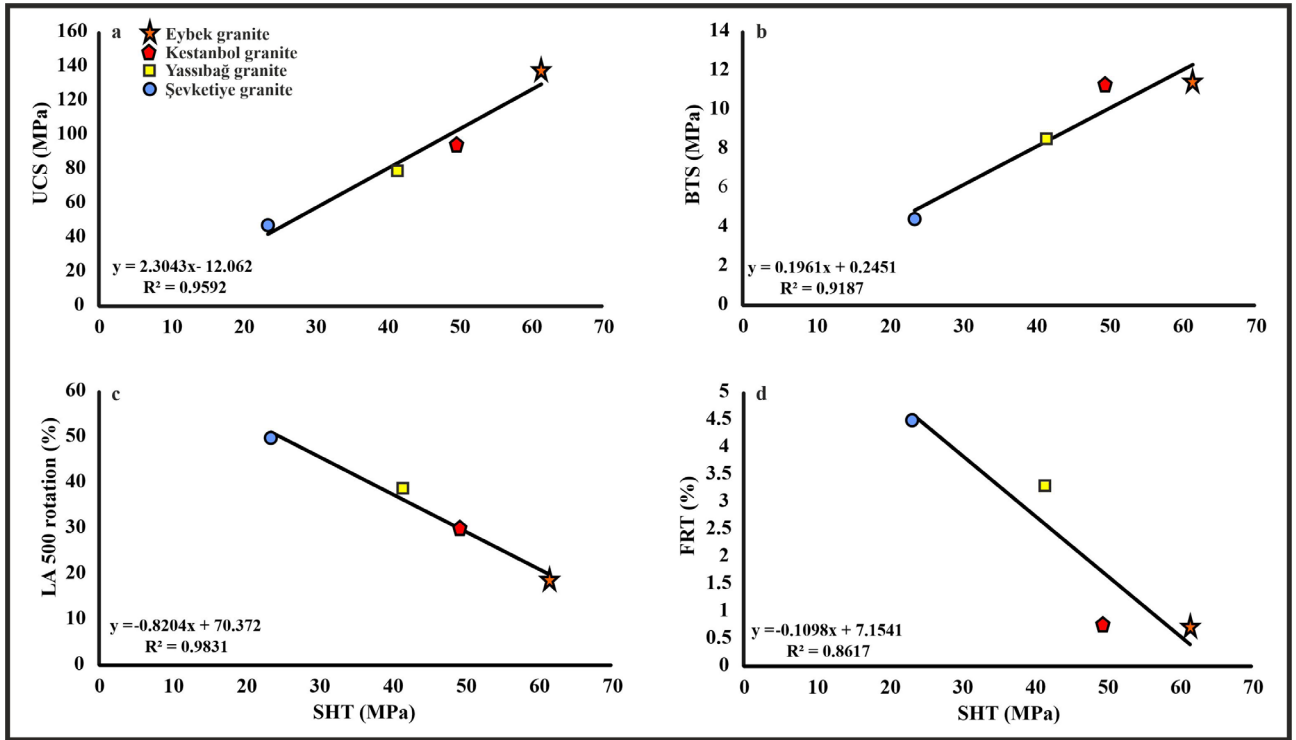 a
Eybek granite
Kestanbol granite
Yassıbağ granite
Şevketiye granite
UCS (MPa)
160
140
120
100
80
60
40
20
0
y = 2.3043x- 12.062
R² = 0.9592
0 10 20 30 40 50 60 70
b
BTS (MPa)
14
12
10
8
6
4
2
0
y = 0.1961x + 0.2451
R² = 0.9187
0 10 20 30 40 50 60 70
c
LA 500 rotation (%)
60
50
40
30
20
10
0
y =-0.8204x + 70.372
R² = 0.9831
0 10 20 30 40 50 60 70
SHT (MPa)
d
FRT (%)
5
4.5
4
3.5
3
2.5
2
1.5
1
0.5
0
y =-0.1098x + 7.1541
R² = 0.8617
0 10 20 30 40 50 60 70
SHT (MPa)